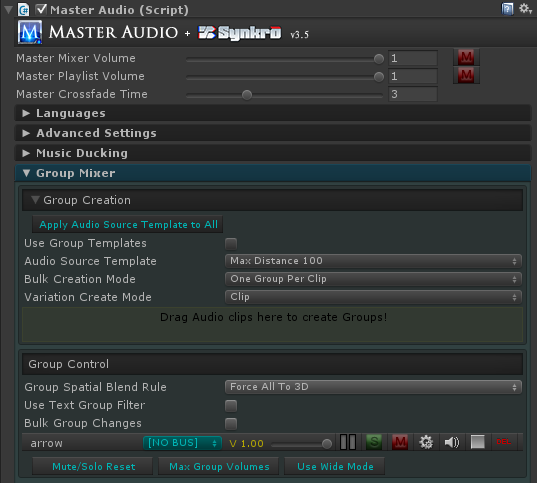 Master Audio (Script)
MASTER AUDIO + Synkro v3.5
Master Mixer Volume 1 M
Master Playlist Volume 1 M
Master Crossfade Time 3
Languages
Advanced Settings
Music Ducking
Group Mixer
Group Creation
Apply Audio Source Template to All
Use Group Templates
Audio Source Template Max Distance 100
Bulk Creation Mode One Group Per Clip
Variation Create Mode Clip
Drag Audio clips here to create Groups!
Group Control
Group Spatial Blend Rule Force All To 3D
Use Text Group Filter
Bulk Group Changes
arrow [NO BUS] V 1.00 S M
Mute/Solo Reset Max Group Volumes Use Wide Mode